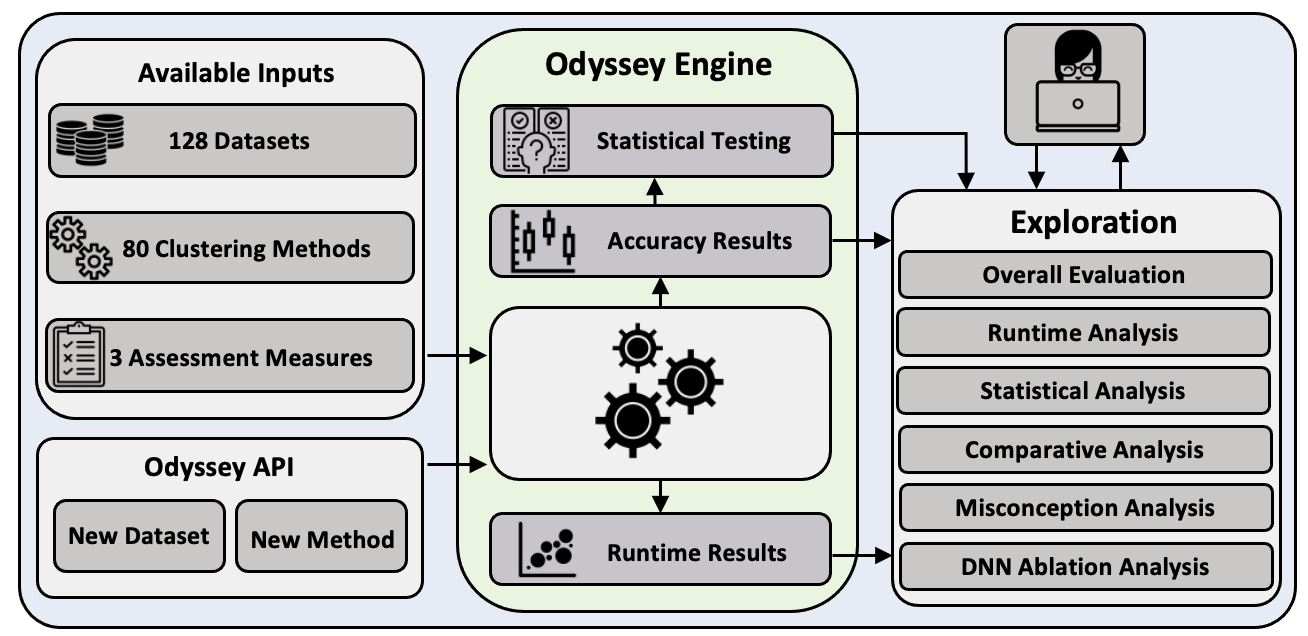 Available Inputs
128 Datasets
80 Clustering Methods
3 Assessment Measures
Odyssey API
New Dataset
New Method
Odyssey Engine
Statistical Testing
Accuracy Results
Runtime Results
Exploration
Overall Evaluation
Runtime Analysis
Statistical Analysis
Comparative Analysis
Misconception Analysis
DNN Ablation Analysis